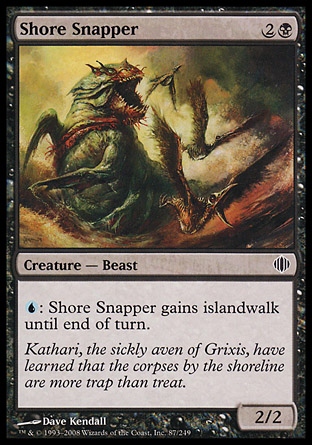 Shore Snapper 2
Creature — Beast
: Shore Snapper gains islandwalk
until end of turn.
Kathari, the sickly aven of Grixis, have
learned that the corpses by the shoreline
are more trap than treat.
Dave Kendall
™ & © 1993–2008 Wizards of the Coast, Inc. 87/249
2/2